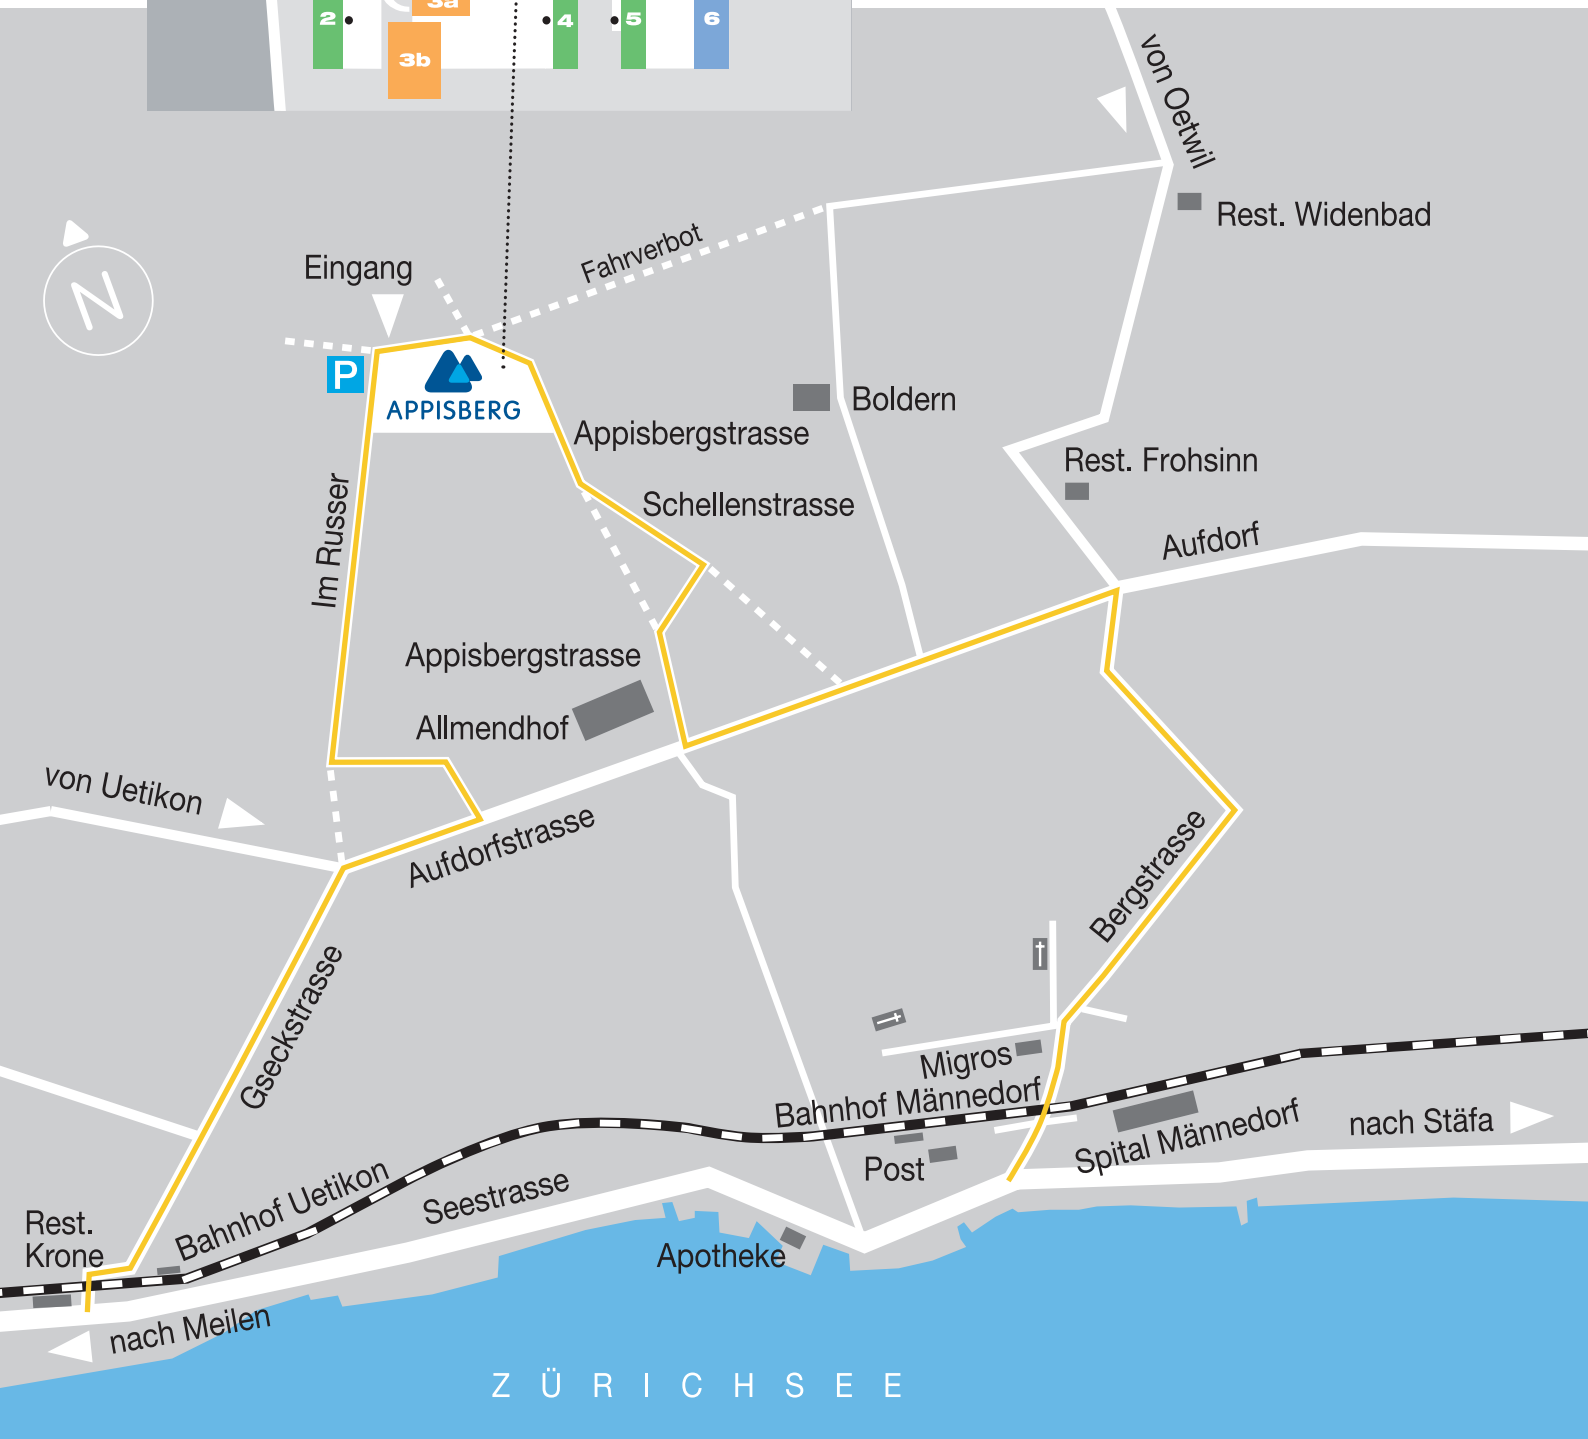 3a
2
4
5
6
3b
von Oetwil
Rest. Widenbad
Fahrverbot
Eingang
N
P
APPISBERG
Boldern
Appisbergstrasse
Rest. Frohsinn
Schellenstrasse
Aufdorf
Im Russer
Appisbergstrasse
Allmendhof
von Uetikon
Aufdorfstrasse
Bergstrasse
Gseckstrasse
Migros
Bahnhof Männedorf
Spital Männedorf
nach Stäfa
Post
Bahnhof Uetikon
Seestrasse
Rest.
Krone
Apotheke
nach Meilen
ZÜRICHSEE